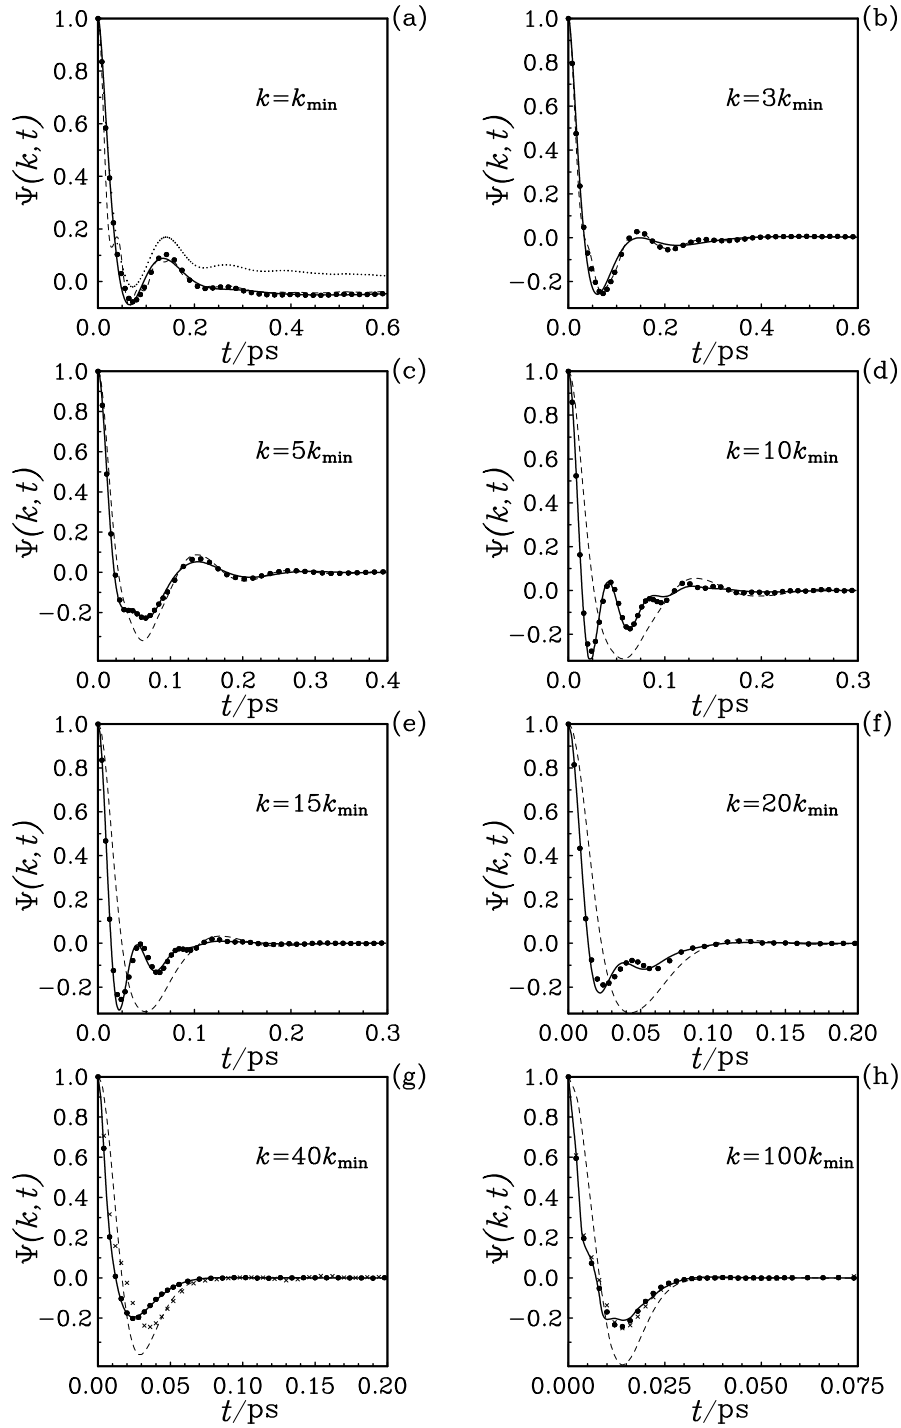 (a)
Ψ(k,t)
k=kmin
1.0
0.8
0.6
0.4
0.2
0.0
0.0 0.2 0.4 0.6
t/ps
(b)
Ψ(k,t)
k=3kmin
1.0
0.8
0.6
0.4
0.2
0.0
−0.2
0.0 0.2 0.4 0.6
t/ps
(c)
Ψ(k,t)
k=5kmin
1.0
0.8
0.6
0.4
0.2
0.0
−0.2
0.0 0.1 0.2 0.3 0.4
t/ps
(d)
Ψ(k,t)
k=10kmin
1.0
0.8
0.6
0.4
0.2
0.0
−0.2
0.0 0.1 0.2 0.3
t/ps
(e)
Ψ(k,t)
k=15kmin
1.0
0.8
0.6
0.4
0.2
0.0
−0.2
0.0 0.1 0.2 0.3
t/ps
(f)
Ψ(k,t)
k=20kmin
1.0
0.8
0.6
0.4
0.2
0.0
−0.2
0.00 0.05 0.10 0.15 0.20
t/ps
(g)
Ψ(k,t)
k=40kmin
1.0
0.8
0.6
0.4
0.2
0.0
−0.2
0.00 0.05 0.10 0.15 0.20
t/ps
(h)
Ψ(k,t)
k=100kmin
1.0
0.8
0.6
0.4
0.2
0.0
−0.2
0.000 0.025 0.050 0.075
t/ps